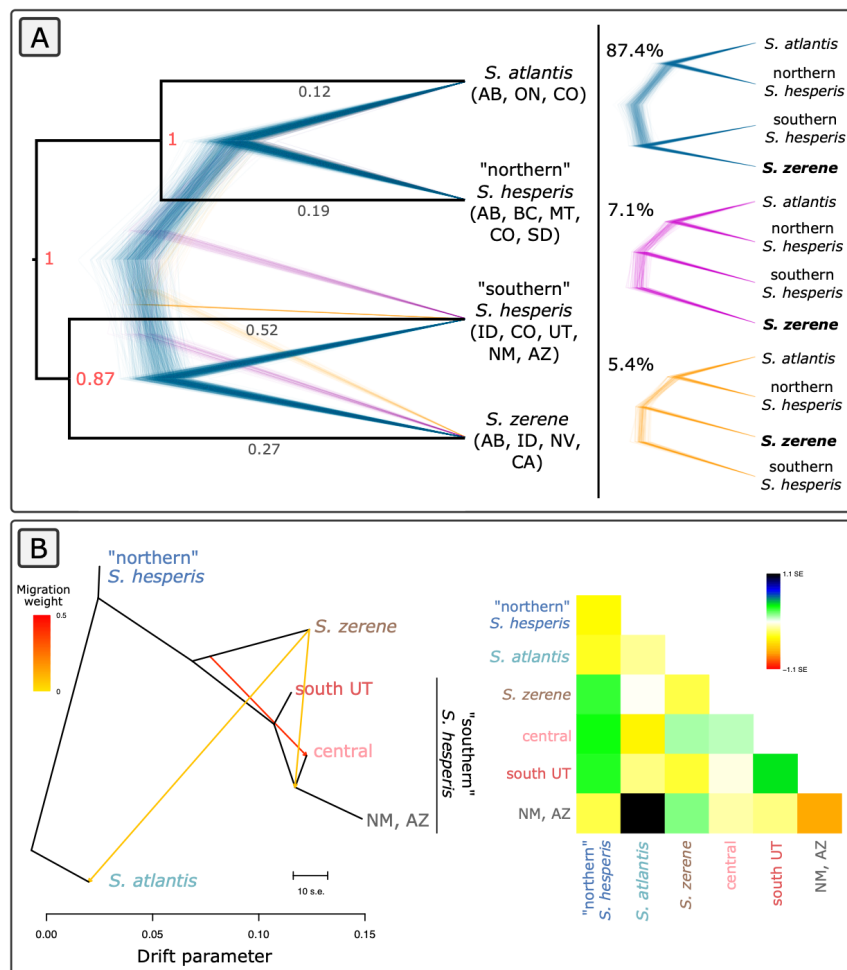 A
S. atlantis
(AB, ON, CO)
0.12
1
"northern"
S. hesperis
(AB, BC, MT,
CO, SD)
0.19
1
"southern"
S. hesperis
(ID, CO, UT,
NM, AZ)
0.52
0.87
S. zerene
(AB, ID, NV,
CA)
0.27
87.4%
S. atlantis
northern
S. hesperis
southern
S. hesperis
S. zerene
7.1%
S. atlantis
northern
S. hesperis
southern
S. hesperis
S. zerene
5.4%
S. atlantis
northern
S. hesperis
S. zerene
southern
S. hesperis
B
"northern"
S. hesperis
Migration
weight
0.5
0
S. zerene
south UT
central
NM, AZ
"southern"
S. hesperis
S. atlantis
10 s.e.
0.00
0.05
0.10
0.15
Drift parameter
1.1 SE
−1.1 SE
"northern"
S. hesperis
S. atlantis
S. zerene
central
south UT
NM, AZ
"northern"
S. hesperis
S. atlantis
S. zerene
central
south UT
NM, AZ